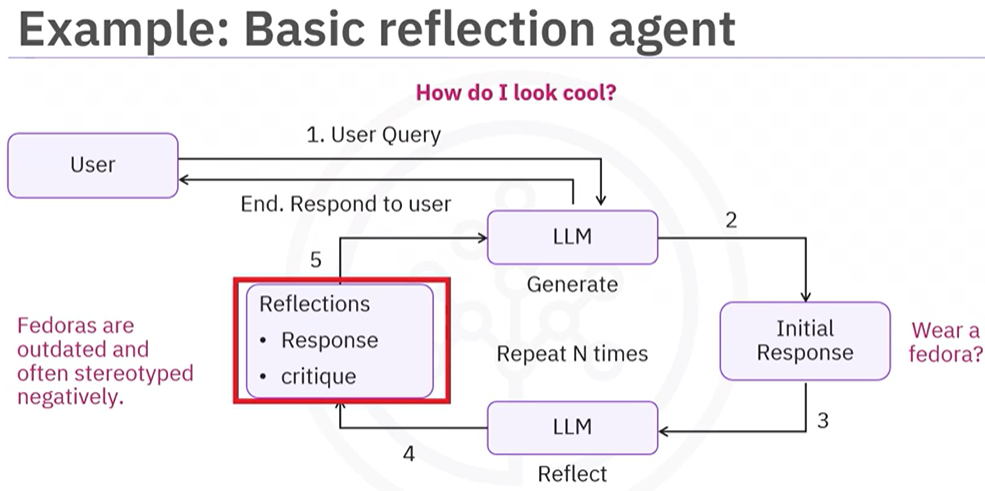 Example: Basic reflection agent
How do I look cool?
1. User Query
User
End. Respond to user
LLM
2
5
Generate
Reflections
• Response
• critique
Fedoras are
outdated and
often stereotyped
negatively.
Repeat N times
Initial
Response
Wear a
fedora?
LLM
3
4
Reflect